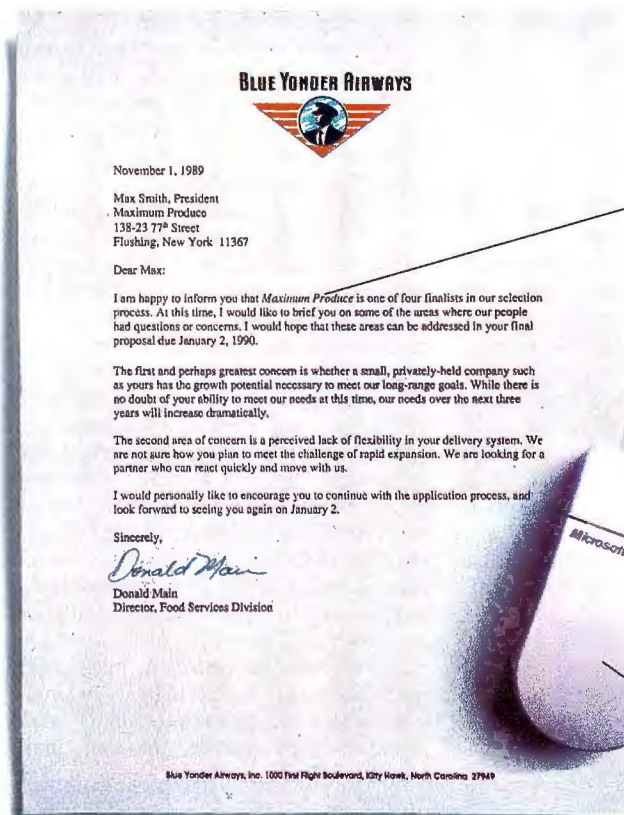 BLUE YONDER AIRWAYS
November 1, 1989
Max Smith, President
Maximum Produce
138-23 77th Street
Flushing, New York 11367
Dear Max:
I am happy to inform you that Maximum Produce is one of four finalists in our selection
process. At this time, I would like to brief you on some of the areas where our people
had questions or concerns. I would hope that these areas can be addressed in your final
proposal due January 2, 1990.
The first and perhaps greatest concern is whether a small, privately-held company such
as yours has the growth potential necessary to meet our long-range goals. While there is
no doubt of your ability to meet our needs at this time, our needs over the next three
years will increase dramatically.
The second area of concern is a perceived lack of flexibility in your delivery system. We
are not sure how you plan to meet the challenge of rapid expansion. We are looking for a
partner who can react quickly and move with us.
I would personally like to encourage you to continue with the application process, and
look forward to seeing you again on January 2.
Sincerely,
Donald Main
Donald Main
Director, Food Services Division
Microsoft
Blue Yonder Airways, Inc. 1000 First Flight Boulevard, Kitty Hawk, North Carolina 27949